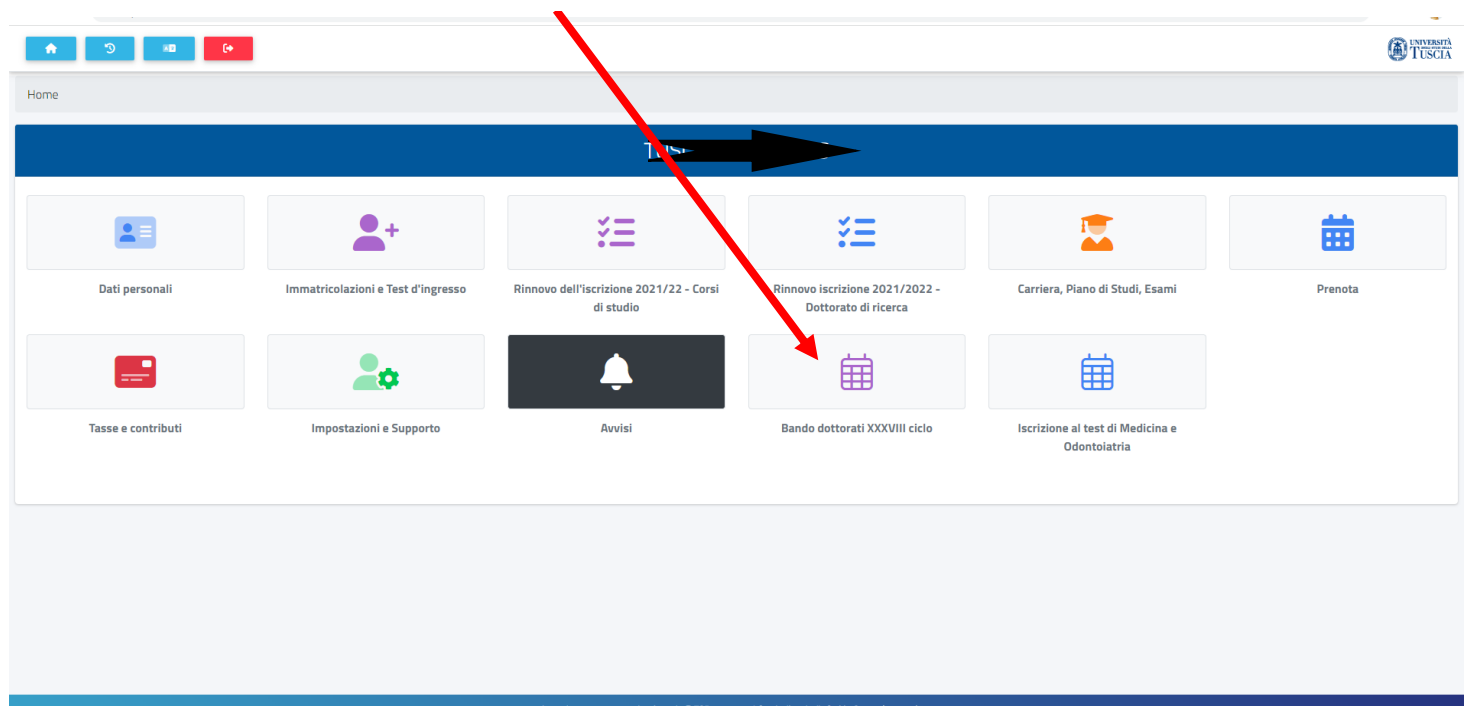 UNIVERSITÀ
TUSCIA
Home
Dati personali
Immatricolazioni e Test d'ingresso
Rinnovo dell'iscrizione 2021/22 - Corsi
di studio
Rinnovo iscrizione 2021/2022 -
Dottorato di ricerca
Carriera, Piano di Studi, Esami
Prenota
Tasse e contributi
Impostazioni e Supporto
Avvisi
Bando dottorati XXXVIII ciclo
Iscrizione al test di Medicina e
Odontoiatria